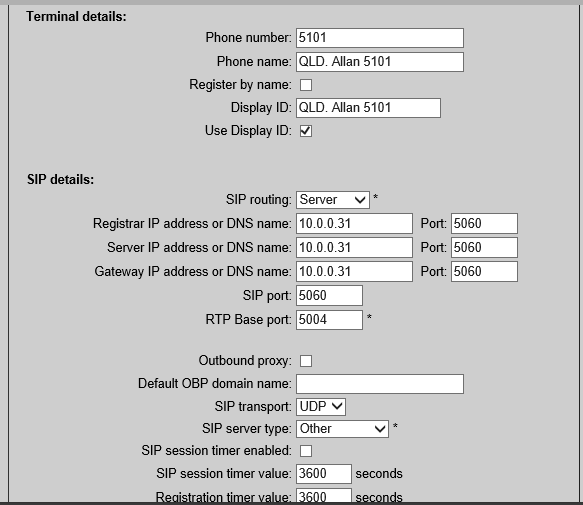 Terminal details:
Phone number: 5101
Phone name: QLD. Allan 5101
Register by name:
Display ID: QLD. Allan 5101
Use Display ID:
SIP details:
SIP routing: Server *
Registrar IP address or DNS name: 10.0.0.31 Port: 5060
Server IP address or DNS name: 10.0.0.31 Port: 5060
Gateway IP address or DNS name: 10.0.0.31 Port: 5060
SIP port: 5060
RTP Base port: 5004 *
Outbound proxy:
Default OBP domain name:
SIP transport: UDP
SIP server type: Other *
SIP session timer enabled:
SIP session timer value: 3600 seconds
Registration timer value: 3600 seconds